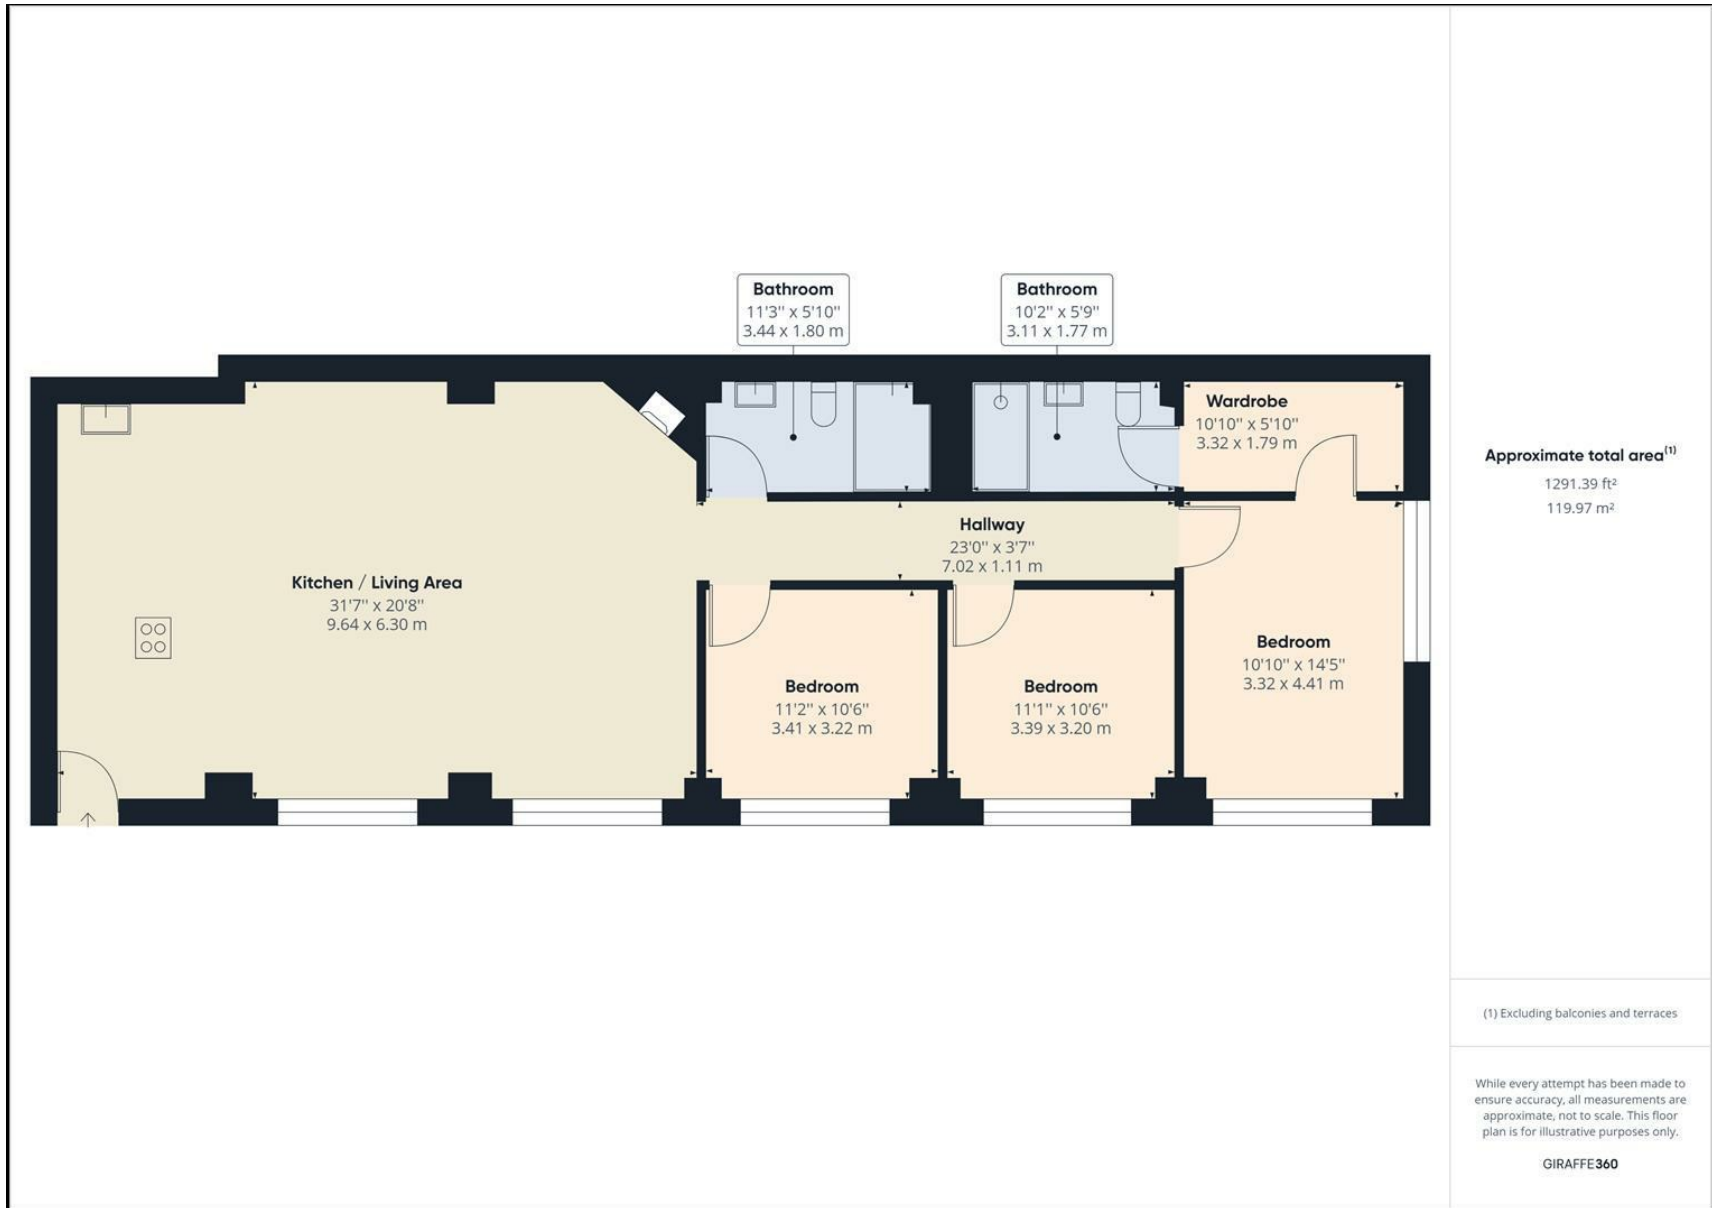 Bathroom
11'3'' x 5'10''
3.44 x 1.80 m
Bathroom
10'2'' x 5'9''
3.11 x 1.77 m
Wardrobe
10'10'' x 5'10''
3.32 x 1.79 m
Hallway
23'0'' x 3'7''
7.02 x 1.11 m
Kitchen / Living Area
31'7'' x 20'8''
9.64 x 6.30 m
Bedroom
11'2'' x 10'6''
3.41 x 3.22 m
Bedroom
11'1'' x 10'6''
3.39 x 3.20 m
Bedroom
10'10'' x 14'5''
3.32 x 4.41 m
Approximate total area(1)
1291.39 ft²
119.97 m²
(1) Excluding balconies and terraces
While every attempt has been made to
ensure accuracy, all measurements are
approximate, not to scale. This floor
plan is for illustrative purposes only.
GIRAFFE360